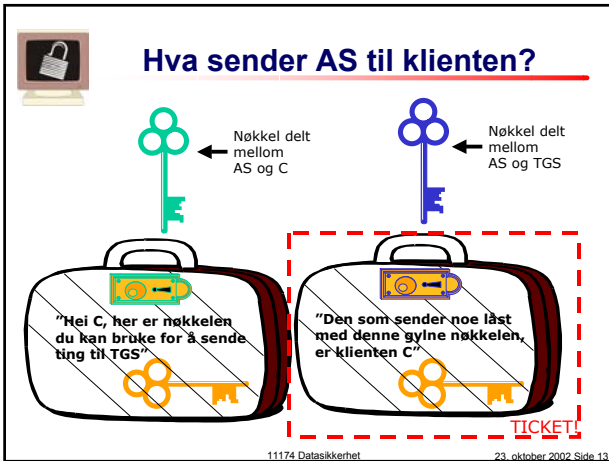 Hva sender AS til klienten?
Nøkkel delt
mellom
AS og C
Nøkkel delt
mellom
AS og TGS
"Hei C, her er nøkkelen
du kan bruke for å sende
ting til TGS"
"Den som sender noe låst
med denne gylne nøkkelen,
er klienten C"
TICKET!
11174 Datasikkerhet
23. oktober 2002 Side 13